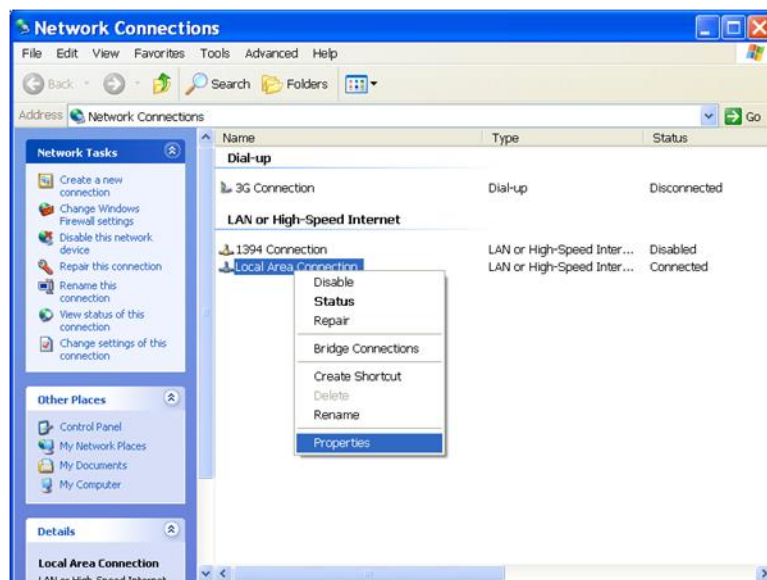 Network Connections
File Edit View Favorites Tools Advanced Help
Back Search Folders
Address Network Connections Go
Network Tasks
Create a new
connection
Change Windows
Firewall settings
Disable this network
device
Repair this connection
Rename this
connection
View status of this
connection
Change settings of this
connection
Other Places
Control Panel
My Network Places
My Documents
My Computer
Details
Local Area Connection
LAN or High-Speed Internet
Name Type Status
Dial-up
3G Connection Dial-up Disconnected
LAN or High-Speed Internet
1394 Connection LAN or High-Speed Inter... Disabled
Local Area Connection LAN or High-Speed Inter... Connected
Disable
Status
Repair
Bridge Connections
Create Shortcut
Delete
Rename
Properties